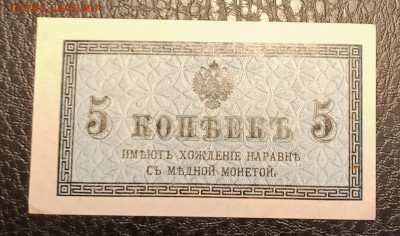 5 КОПѢЕКЪ 5
ИМѢЮТЪ ХОЖДЕНІЕ НАРАВНѢ
СЪ МѢДНОЙ МОНЕТОЙ.